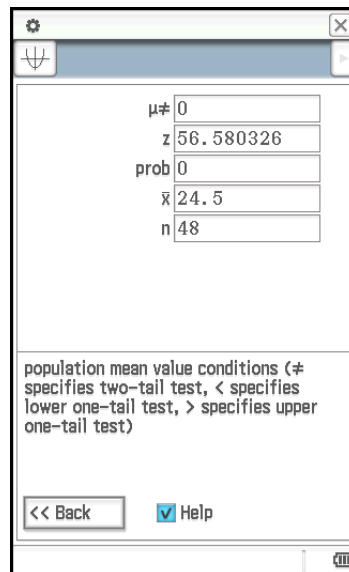 μ≠ 0
z 56.580326
prob 0
x̄ 24.5
n 48
population mean value conditions (≠
specifies two-tail test, < specifies
lower one-tail test, > specifies upper
one-tail test)
<< Back Help